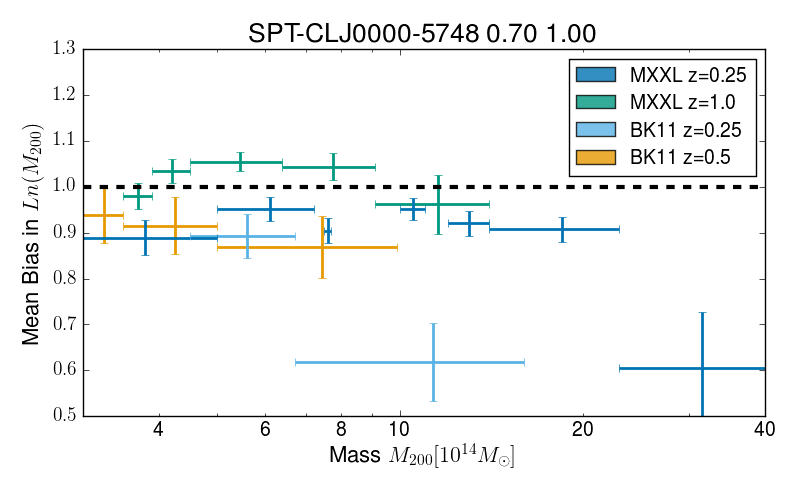 SPT-CLJ0000-5748 0.70 1.00
1.3
1.2
1.1
1.0
0.9
0.8
0.7
0.6
0.5
Mean Bias in Ln(M200)
MXXL z=0.25
MXXL z=1.0
BK11 z=0.25
BK11 z=0.5
4 6 8 10 20 40
Mass M200[10^14M⊙]